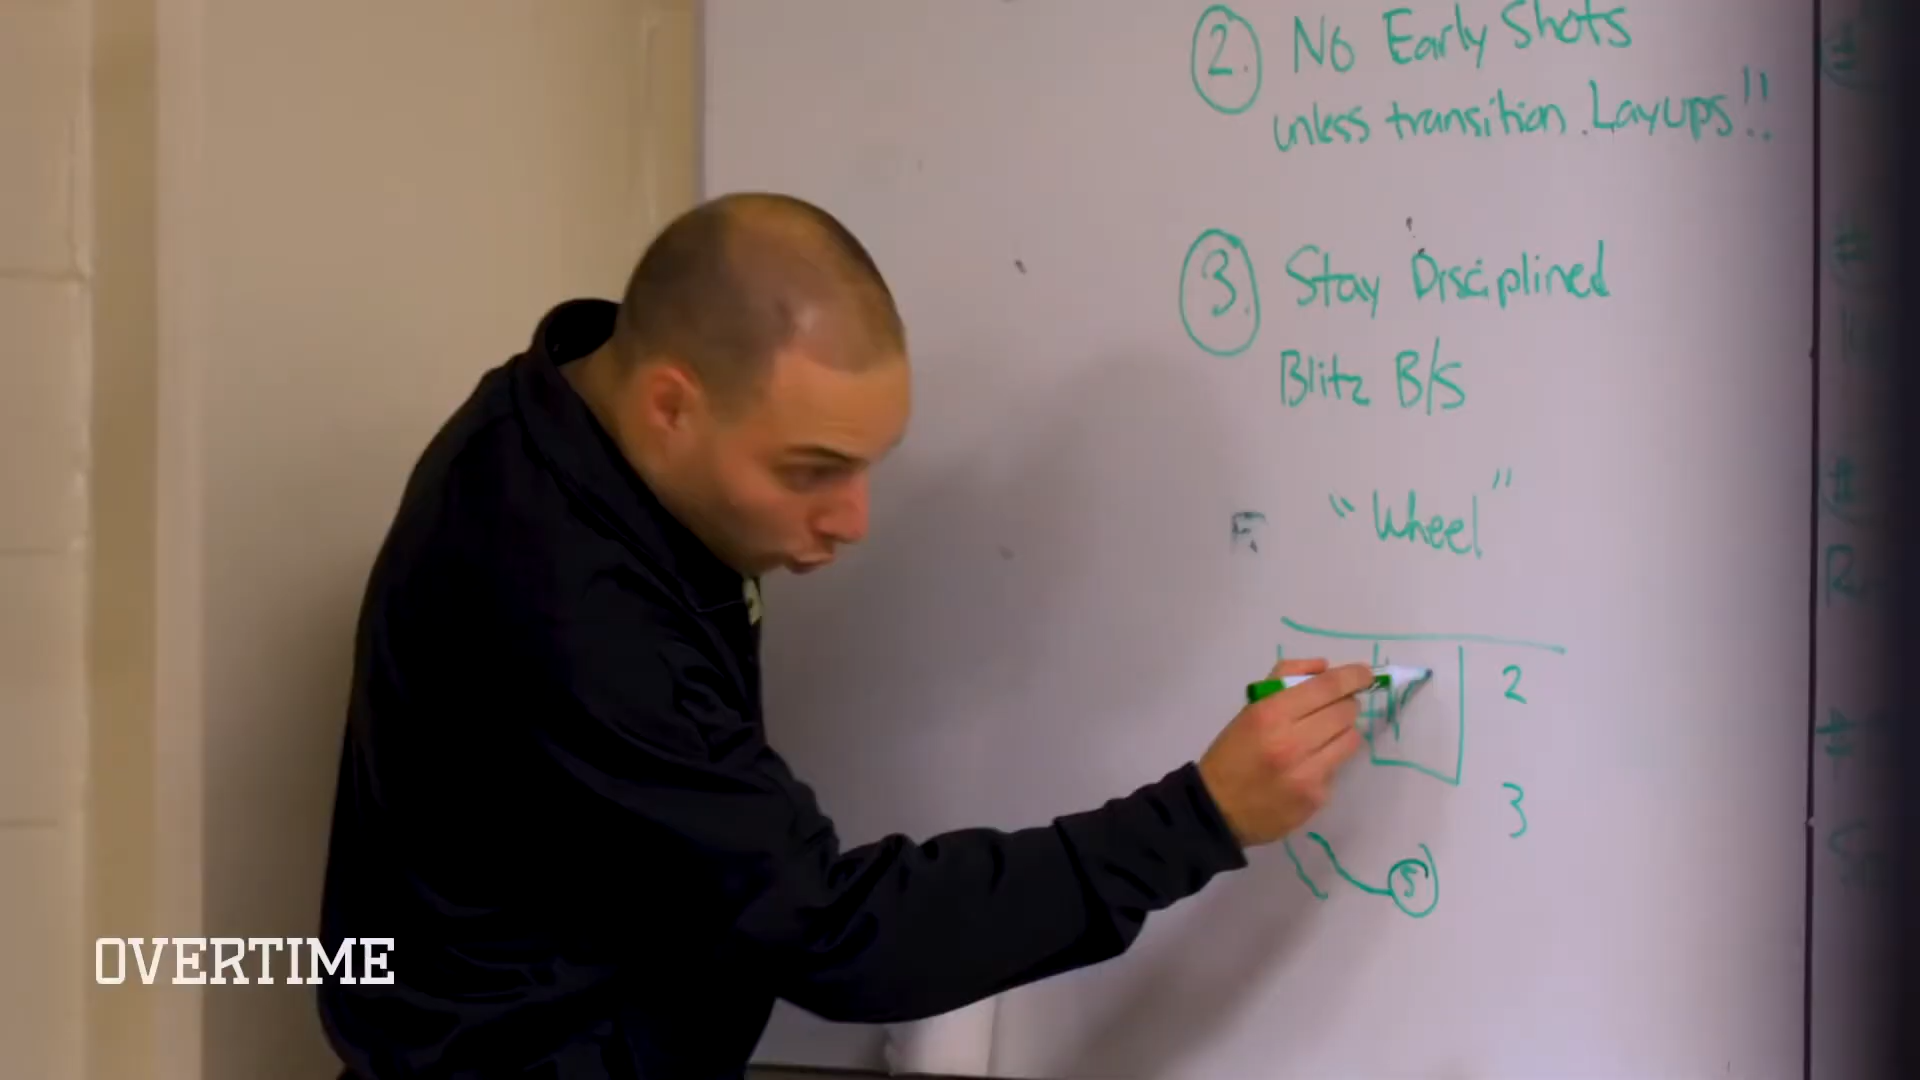 2. No Early Shots
unless transition Layups!!
3. Stay Disciplined
Blitz B/S
"Wheel"
2
3
5
OVERTIME